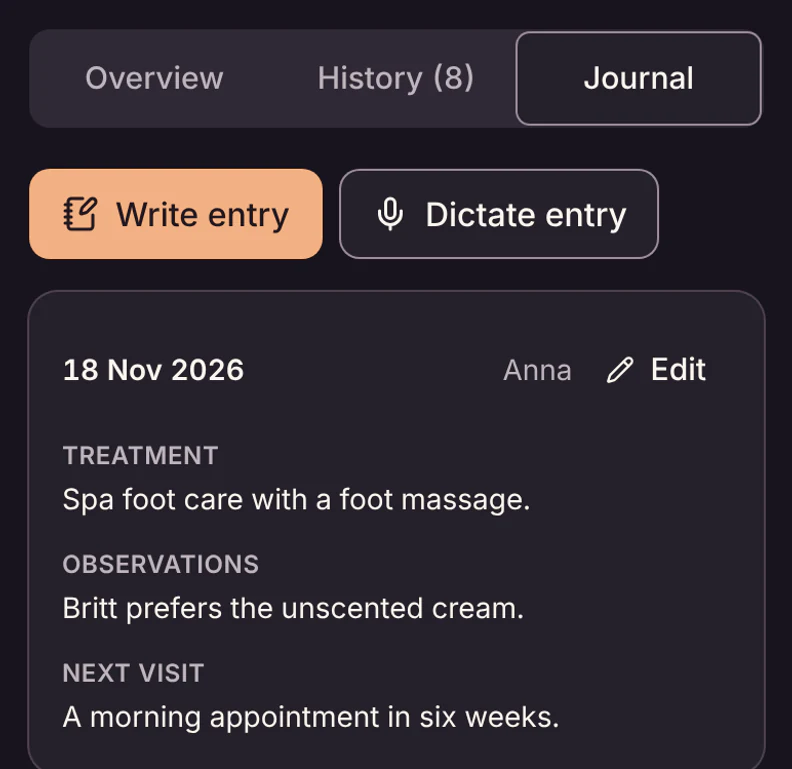 Overview History (8) Journal
Write entry Dictate entry
18 Nov 2026 Anna Edit
TREATMENT
Spa foot care with a foot massage.
OBSERVATIONS
Britt prefers the unscented cream.
NEXT VISIT
A morning appointment in six weeks.